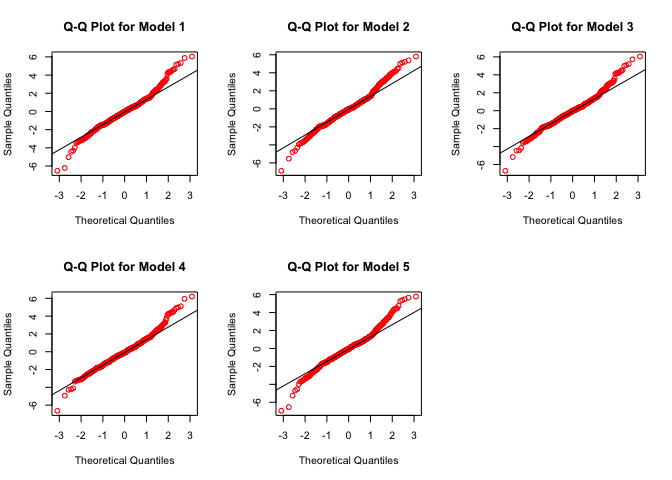 Q-Q Plot for Model 1
Sample Quantiles
6
4
2
0
-2
-4
-6
-3 -2 -1 0 1 2 3
Theoretical Quantiles
Q-Q Plot for Model 2
Sample Quantiles
6
4
2
0
-2
-6
-3 -2 -1 0 1 2 3
Theoretical Quantiles
Q-Q Plot for Model 3
Sample Quantiles
6
4
2
0
-2
-6
-3 -2 -1 0 1 2 3
Theoretical Quantiles
Q-Q Plot for Model 4
Sample Quantiles
6
4
2
0
-2
-6
-3 -2 -1 0 1 2 3
Theoretical Quantiles
Q-Q Plot for Model 5
Sample Quantiles
6
4
2
0
-2
-6
-3 -2 -1 0 1 2 3
Theoretical Quantiles